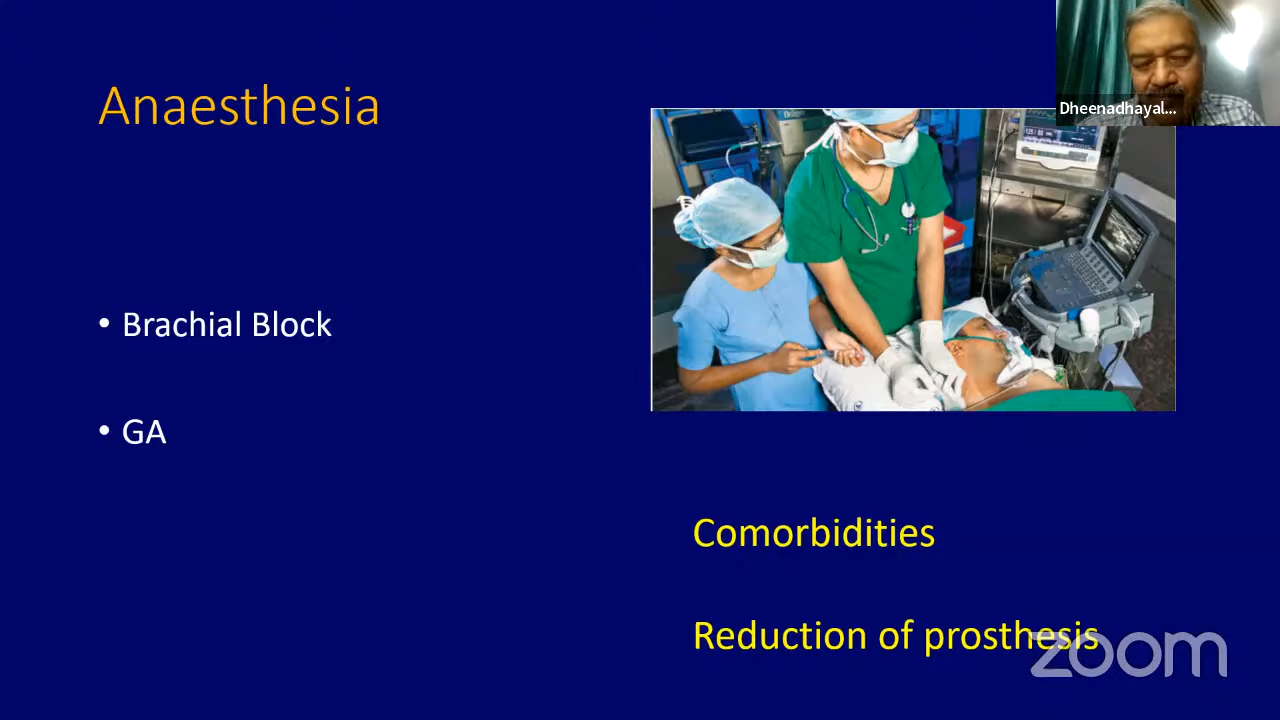 Anaesthesia
Dheenadhayal...
• Brachial Block
• GA
Comorbidities
Reduction of prosthesis
zoom